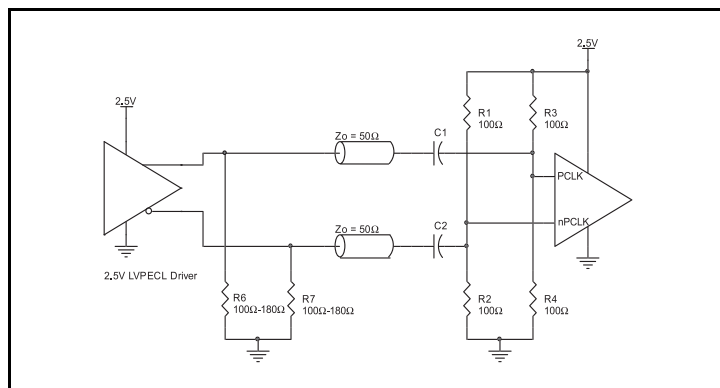 2.5V
2.5V
Zo = 50Ω
C1
R1
100Ω
R3
100Ω
PCLK
nPCLK
Zo = 50Ω
C2
2.5V LVPECL Driver
R6
100Ω-180Ω
R7
100Ω-180Ω
R2
100Ω
R4
100Ω